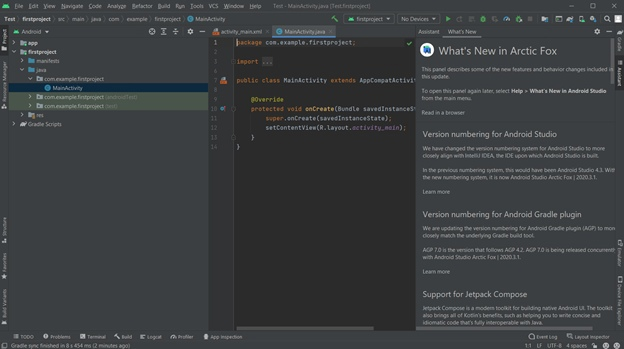 File Edit View Navigate Code Analyze Refactor Build Run Tools VCS Window Help Test - MainActivity.java [Test.firstproject]
Test firstproject src main java com example firstproject MainActivity
firstproject No Devices
Android
activity_main.xml MainActivity.java
Assistant What's New
Project
Resource Manager
Structure
Favorites
Build Variants
app
firstproject
manifests
java
com.example.firstproject
MainActivity
com.example.firstproject (androidTest)
com.example.firstproject (test)
res
Gradle Scripts
1 package com.example.firstproject;
2
3 import ...
6 public class MainActivity extends AppCompatActivit
8
9 @Override
10 protected void onCreate(Bundle savedInstanceSt
11 super.onCreate(savedInstanceState);
12 setContentView(R.layout.activity_main);
13 }
14 }
What's New in Arctic Fox
This panel describes some of the new features and behavior changes included in
this update.
To open this panel again later, select Help > What's New in Android Studio
from the main menu.
Read in a browser
Version numbering for Android Studio
We have changed the version numbering system for Android Studio to more
closely align with IntelliJ IDEA, the IDE upon which Android Studio is built.
In the previous numbering system, this would have been Android Studio 4.3. With
the new numbering system, it is now Android Studio Arctic Fox | 2020.3.1.
Learn more
Version numbering for Android Gradle plugin
We are updating the version numbering for Android Gradle plugin (AGP) to more
closely match the underlying Gradle build tool.
AGP 7.0 is the version that follows AGP 4.2. AGP 7.0 is being released concurrently
with Android Studio Arctic Fox | 2020.3.1.
Learn more
Support for Jetpack Compose
Jetpack Compose is a modern toolkit for building native Android UI. The toolkit
also brings all of Kotlin's benefits, such as helping you to write concise and
idiomatic code that's fully interoperable with Java.
Gradle
Assistant
Emulator
Device File Explorer
TODO Problems Terminal Build Logcat Profiler App Inspection
Event Log Layout Inspector
Gradle sync finished in 8 s 454 ms (2 minutes ago)
1:1 LF UTF-8 4 spaces